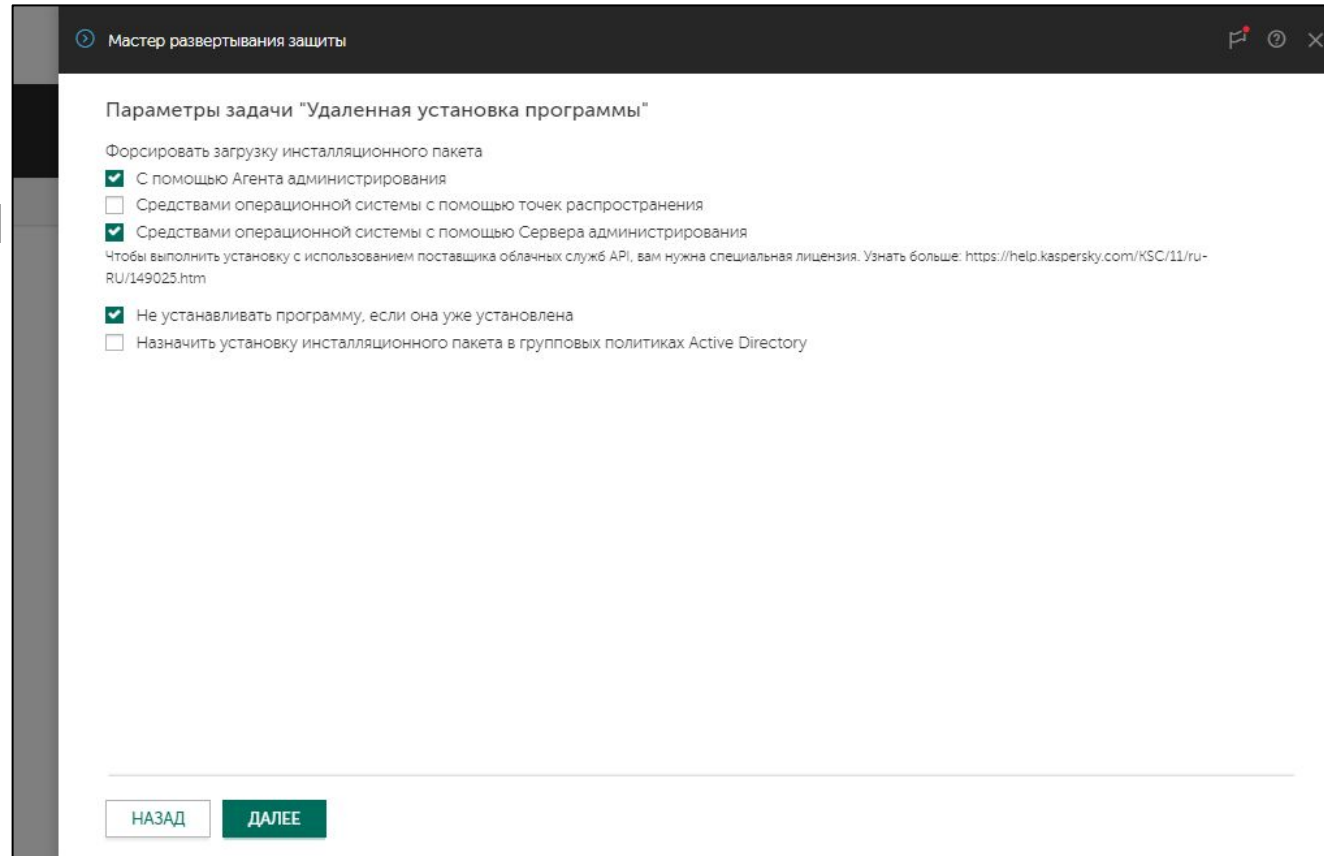 Мастер развертывания защиты
Параметры задачи "Удаленная установка программы"
Форсировать загрузку инсталляционного пакета
С помощью Агента администрирования
Средствами операционной системы с помощью точек распространения
Средствами операционной системы с помощью Сервера администрирования
Чтобы выполнить установку с использованием поставщика облачных служб API, вам нужна специальная лицензия. Узнать больше: https://help.kaspersky.com/KSC/11/ru-
RU/149025.htm
Не устанавливать программу, если она уже установлена
Назначить установку инсталляционного пакета в групповых политиках Active Directory
НАЗАД
ДАЛЕЕ